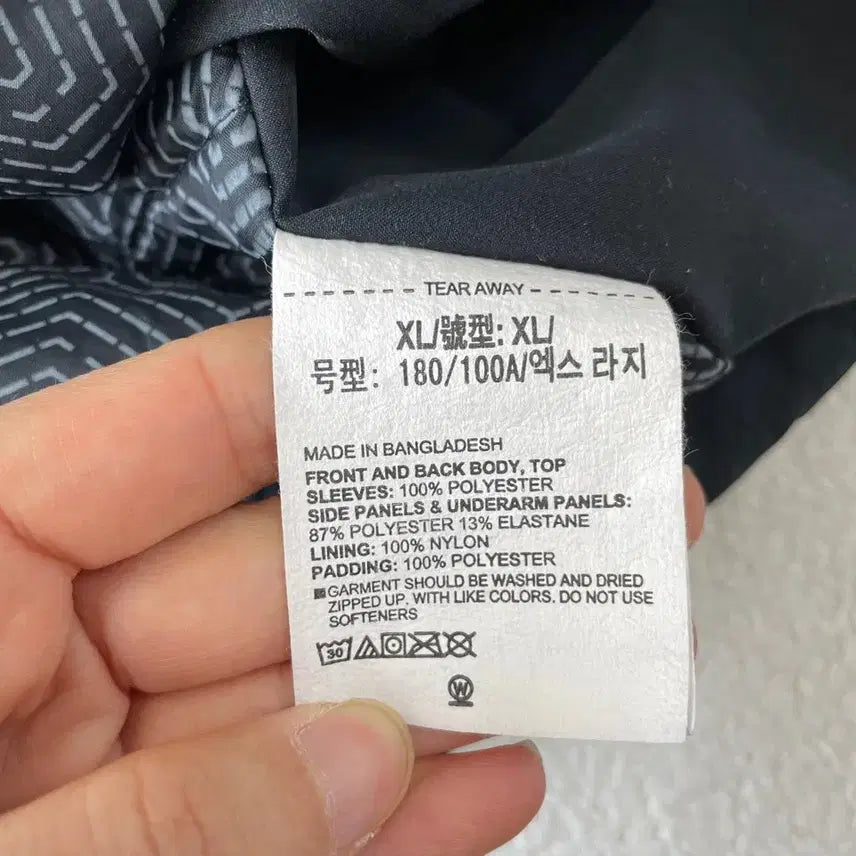 TEAR AWAY
XL/號型: XL/
号型: 180/100A/엑스 라지
MADE IN BANGLADESH
FRONT AND BACK BODY, TOP
SLEEVES: 100% POLYESTER
SIDE PANELS & UNDERARM PANELS:
87% POLYESTER 13% ELASTANE
LINING: 100% NYLON
PADDING: 100% POLYESTER
GARMENT SHOULD BE WASHED AND DRIED
ZIPPED UP. WITH LIKE COLORS. DO NOT USE
SOFTENERS
30
W